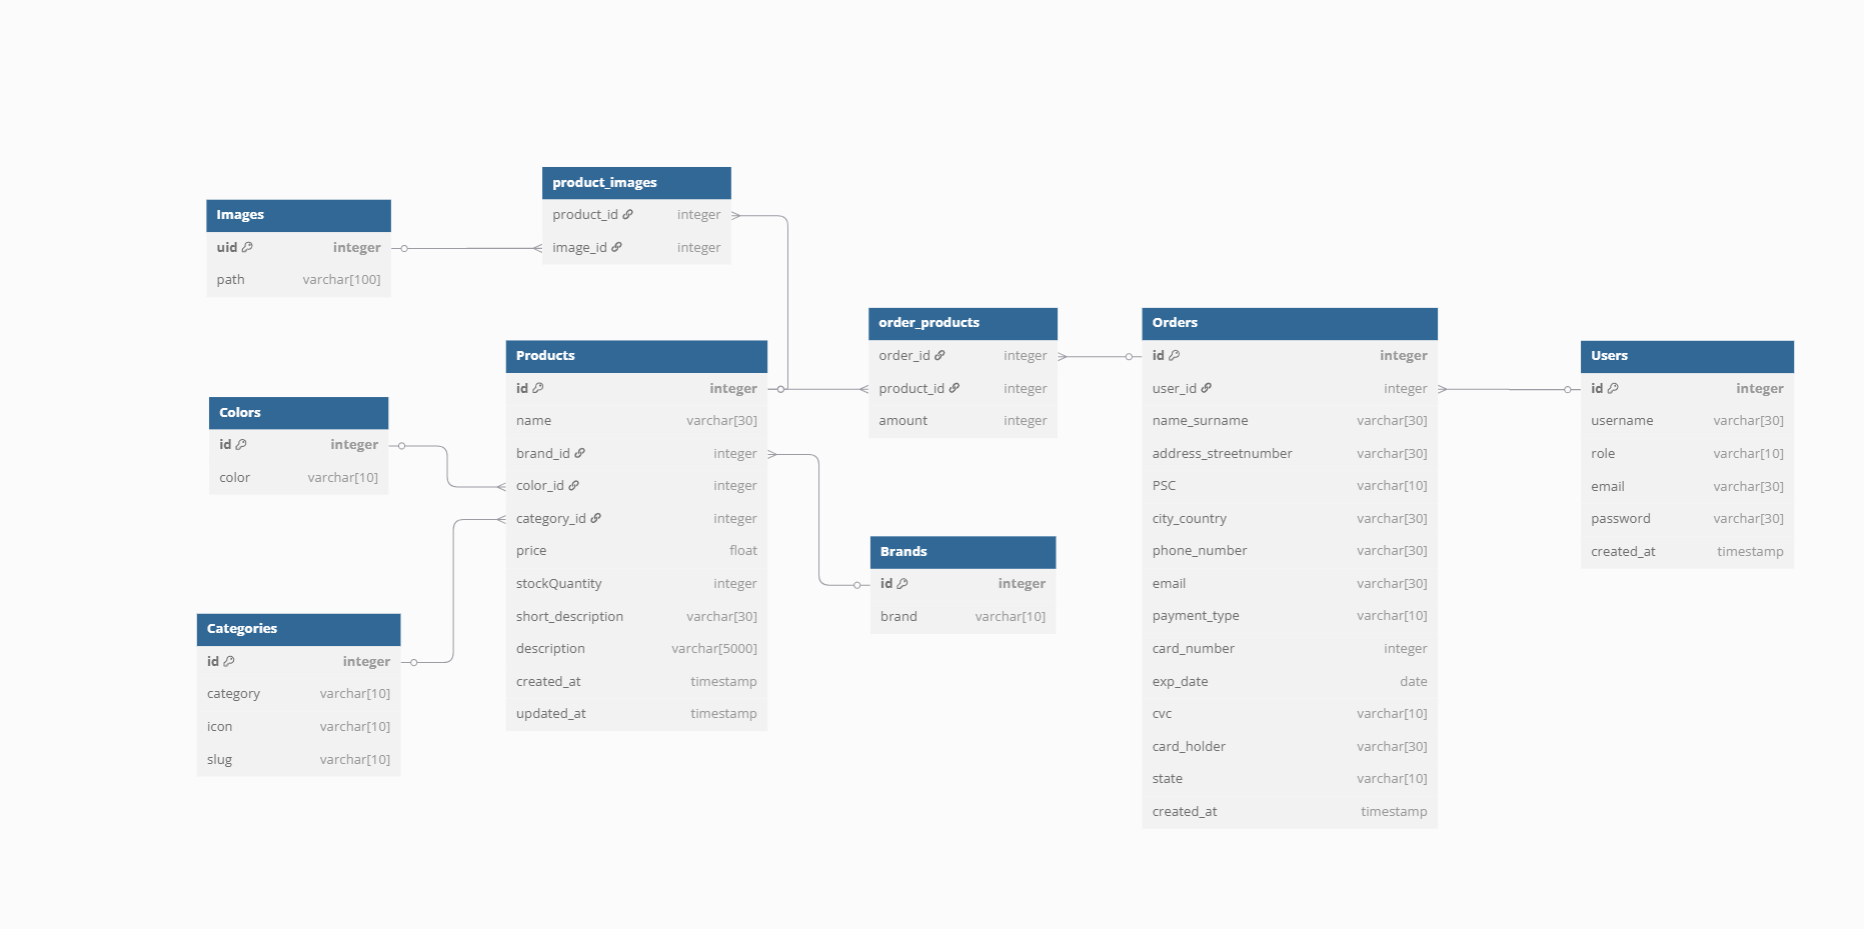 product_images
product_id integer
image_id integer
Images
uid integer
path varchar[100]
order_products
order_id integer
product_id integer
amount integer
Orders
id integer
user_id integer
name_surname varchar[30]
address_streetnumber varchar[30]
PSC varchar[10]
city_country varchar[30]
phone_number varchar[30]
email varchar[30]
payment_type varchar[10]
card_number integer
exp_date date
cvc varchar[10]
card_holder varchar[30]
state varchar[10]
created_at timestamp
Users
id integer
username varchar[30]
role varchar[10]
email varchar[30]
password varchar[30]
created_at timestamp
Products
id integer
name varchar[30]
brand_id integer
color_id integer
category_id integer
price float
stockQuantity integer
short_description varchar[30]
description varchar[5000]
created_at timestamp
updated_at timestamp
Colors
id integer
color varchar[10]
Brands
id integer
brand varchar[10]
Categories
id integer
category varchar[10]
icon varchar[10]
slug varchar[10]